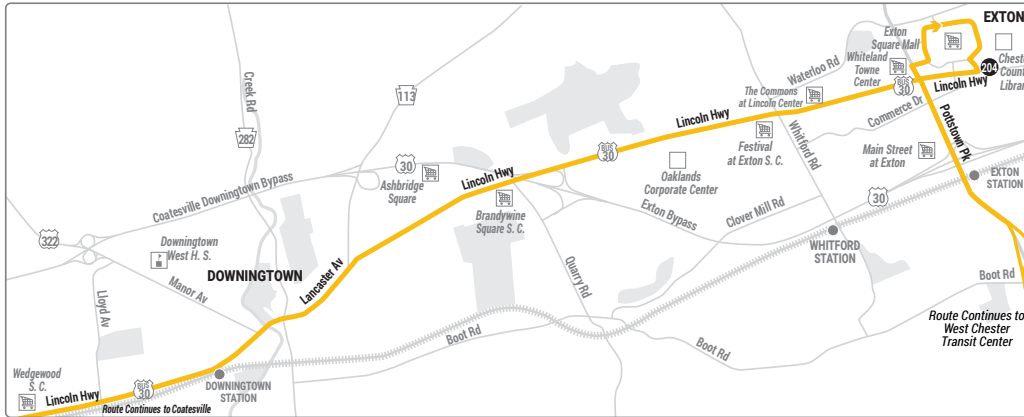 EXTON
Exton
Square Mall
204
Whiteland
Towne
Center
Waterloo Rd
BUS
30
Lincoln Hwy
Commerce Dr
The Commons
at Lincoln Center
Lincoln Hwy
Creek Rd
282
113
Festival
at Exton S. C.
Whitford Rd
Main Street
at Exton
Pottstown Pk
EXTON
STATION
BUS
30
30
Ashbridge
Square
Lincoln Hwy
Oaklands
Corporate Center
Brandywine
Square S. C.
Coatesville Downingtown Bypass
Exton Bypass
Clover Mill Rd
30
WHITFORD
STATION
322
Downingtown
West H. S.
Manor Av
DOWNINGTOWN
Lancaster Av
Quarry Rd
Boot Rd
Lloyd Av
Boot Rd
Boot Rd
Route Continues to
West Chester
Transit Center
Wedgewood
S. C.
Lincoln Hwy
BUS
30
DOWNINGTOWN
STATION
Route Continues to Coatesville